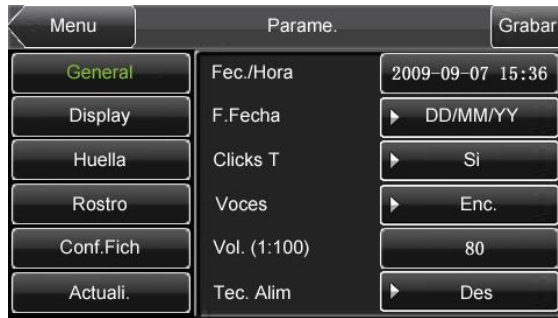 Menu Parame. Grabar
General Fec./Hora 2009-09-07 15:36
Display F.Fecha DD/MM/YY
Huella Clicks T Si
Rostro Voces Enc.
Conf.Fich Vol. (1:100) 80
Actuali. Tec. Alim Des